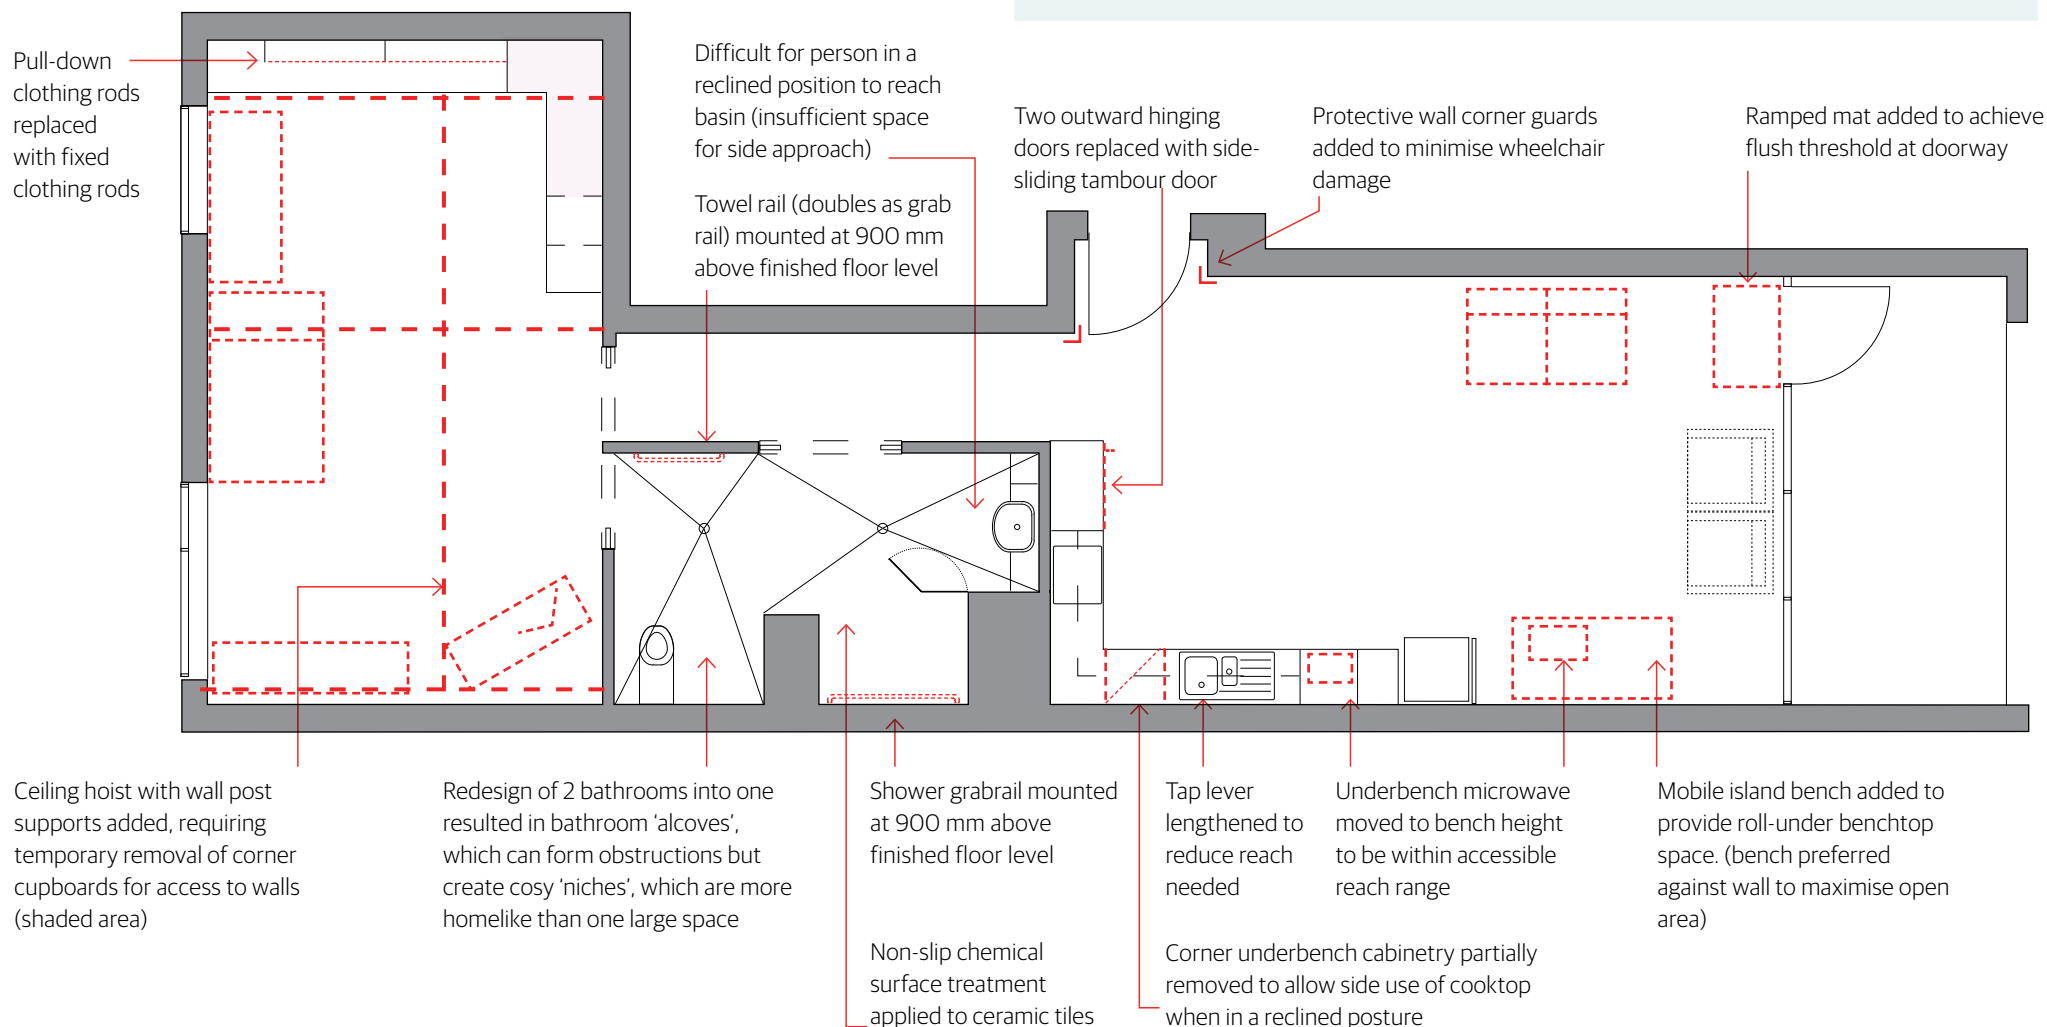 Pull-down
clothing rods
replaced
with fixed
clothing rods
Difficult for person in a
reclined position to reach
basin (insufficient space
for side approach)
Towel rail (doubles as grab
rail) mounted at 900 mm
above finished floor level
Two outward hinging
doors replaced with side-
sliding tambour door
Protective wall corner guards
added to minimise wheelchair
damage
Ramped mat added to achieve
flush threshold at doorway
Ceiling hoist with wall post
supports added, requiring
temporary removal of corner
cupboards for access to walls
(shaded area)
Redesign of 2 bathrooms into one
resulted in bathroom ‘alcoves’,
which can form obstructions but
create cosy ‘niches’, which are more
homelike than one large space
Shower grabrail mounted
at 900 mm above
finished floor level
Non-slip chemical
surface treatment
applied to ceramic tiles
Tap lever
lengthened to
reduce reach
needed
Underbench microwave
moved to bench height
to be within accessible
reach range
Mobile island bench added to
provide roll-under benchtop
space. (bench preferred
against wall to maximise open
area)
Corner underbench cabinetry partially
removed to allow side use of cooktop
when in a reclined posture